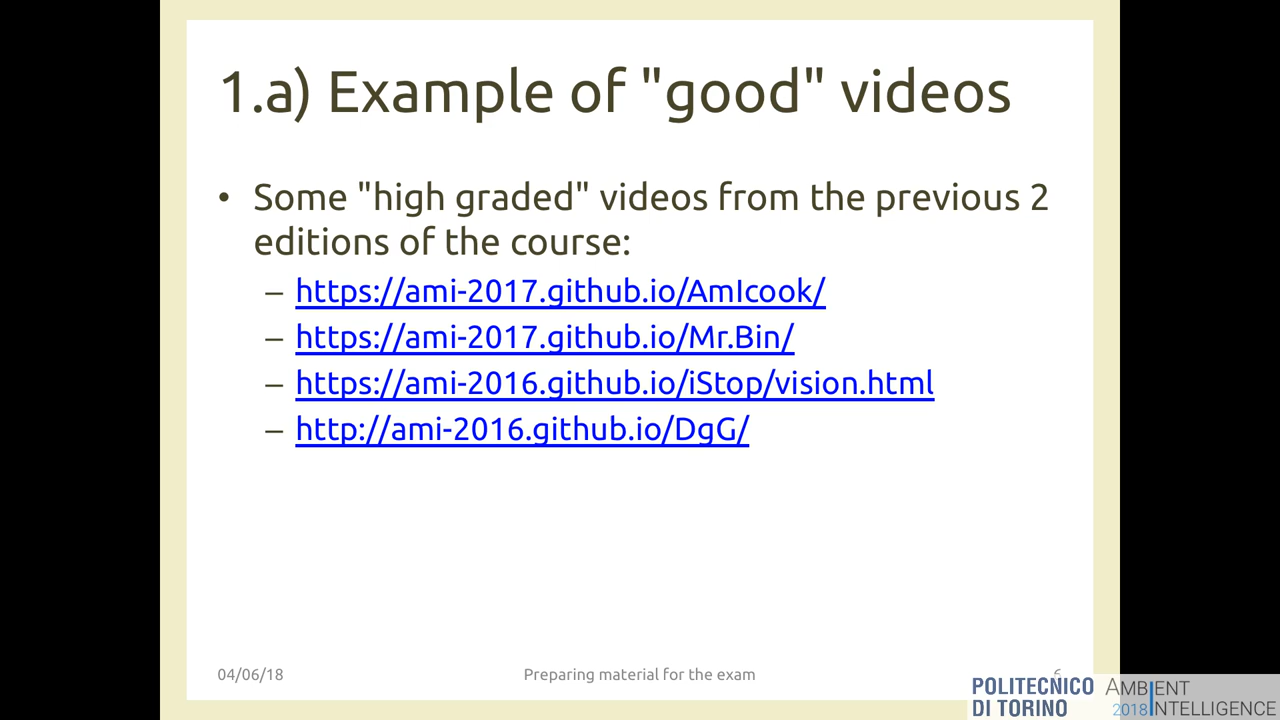 1.a) Example of "good" videos
• Some "high graded" videos from the previous 2
editions of the course:
– https://ami-2017.github.io/AmIcook/
– https://ami-2017.github.io/Mr.Bin/
– https://ami-2016.github.io/iStop/vision.html
– http://ami-2016.github.io/DgG/
04/06/18
Preparing material for the exam
6
POLITECNICO
DI TORINO
AMBIENT
2018 INTELLIGENCE